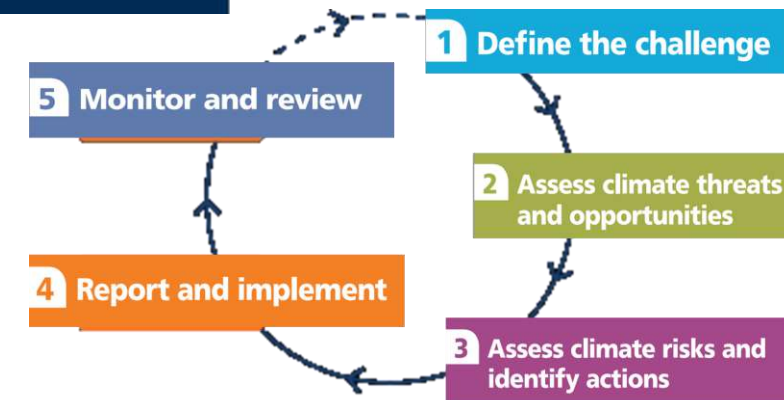 1 Define the challenge
5 Monitor and review
2 Assess climate threats
and opportunities
4 Report and implement
3 Assess climate risks and
identify actions